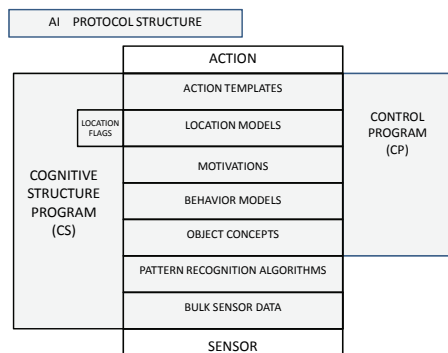 AI PROTOCOL STRUCTURE
ACTION
ACTION TEMPLATES
LOCATION
FLAGS
LOCATION MODELS
CONTROL
PROGRAM
(CP)
MOTIVATIONS
COGNITIVE
STRUCTURE
PROGRAM
(CS)
BEHAVIOR MODELS
OBJECT CONCEPTS
PATTERN RECOGNITION ALGORITHMS
BULK SENSOR DATA
SENSOR